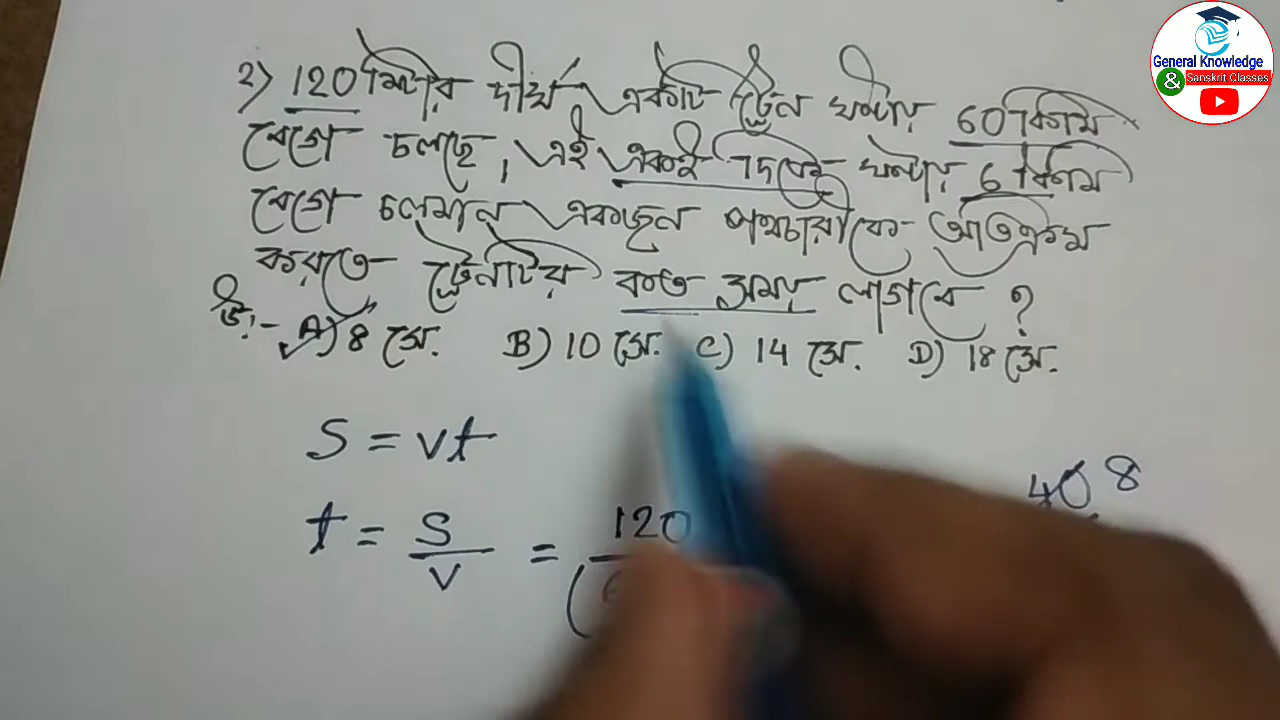 ২) 120 মিটার দীর্ঘ একটি ট্রেন ঘন্টায় 60 কিমি
বেগে চলছে, এই একই দিকে ঘন্টায় 6 কিমি
বেগে চলমান একজন পথচারীকে অতিক্রম
করতে ট্রেনটির কত সময় লাগবে ?
উ:- A) 8 সে. B) 10 সে. C) 14 সে. D) 18 সে.
S = vt
t = S/v = 120
40 8
General Knowledge
& Sanskrit Classes